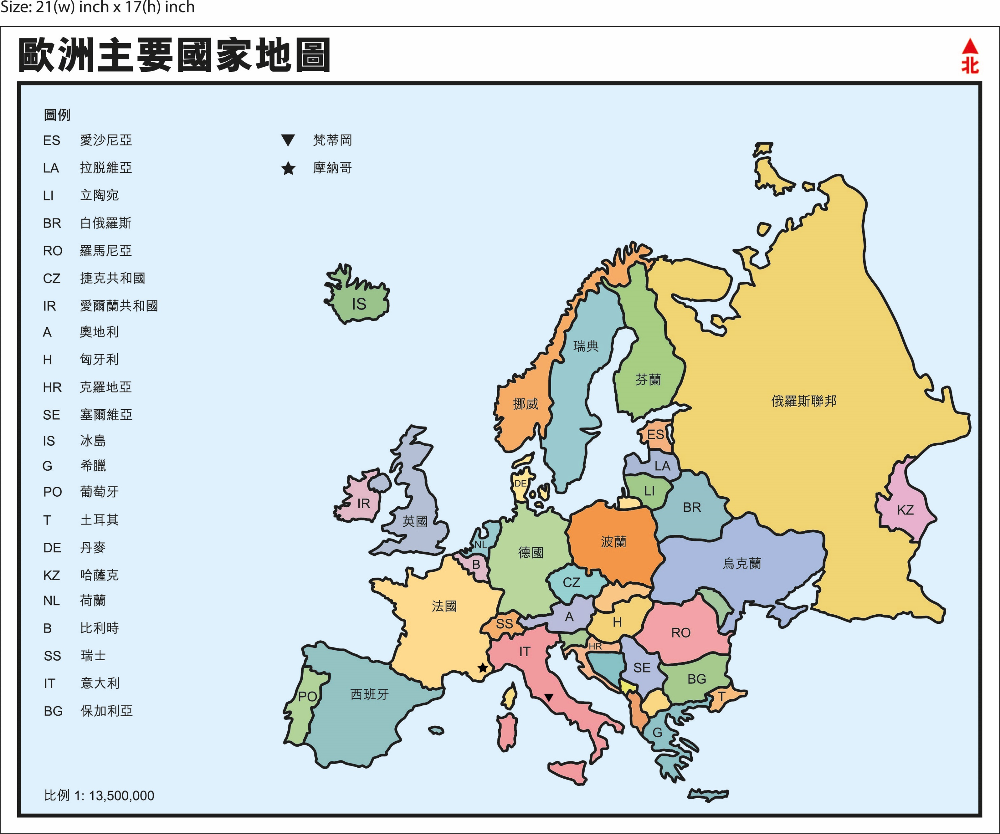 Size: 21(w) inch x 17(h) inch
歐洲主要國家地圖
北
圖例
ES 愛沙尼亞
LA 拉脱維亞
LI 立陶宛
BR 白俄羅斯
RO 羅馬尼亞
CZ 捷克共和國
IR 愛爾蘭共和國
A 奧地利
H 匈牙利
HR 克羅地亞
SE 塞爾維亞
IS 冰島
G 希臘
PO 葡萄牙
T 土耳其
DE 丹麥
KZ 哈薩克
NL 荷蘭
B 比利時
SS 瑞士
IT 意大利
BG 保加利亞
▼ 梵蒂岡
★ 摩納哥
IS
瑞典
芬蘭
挪威
俄羅斯聯邦
ES
LA
DE
LI
IR
BR
KZ
英國
NL
波蘭
德國
B
烏克蘭
CZ
法國
A
SS
H
RO
HR
IT
SE
BG
西班牙
PO
T
G
比例 1: 13,500,000